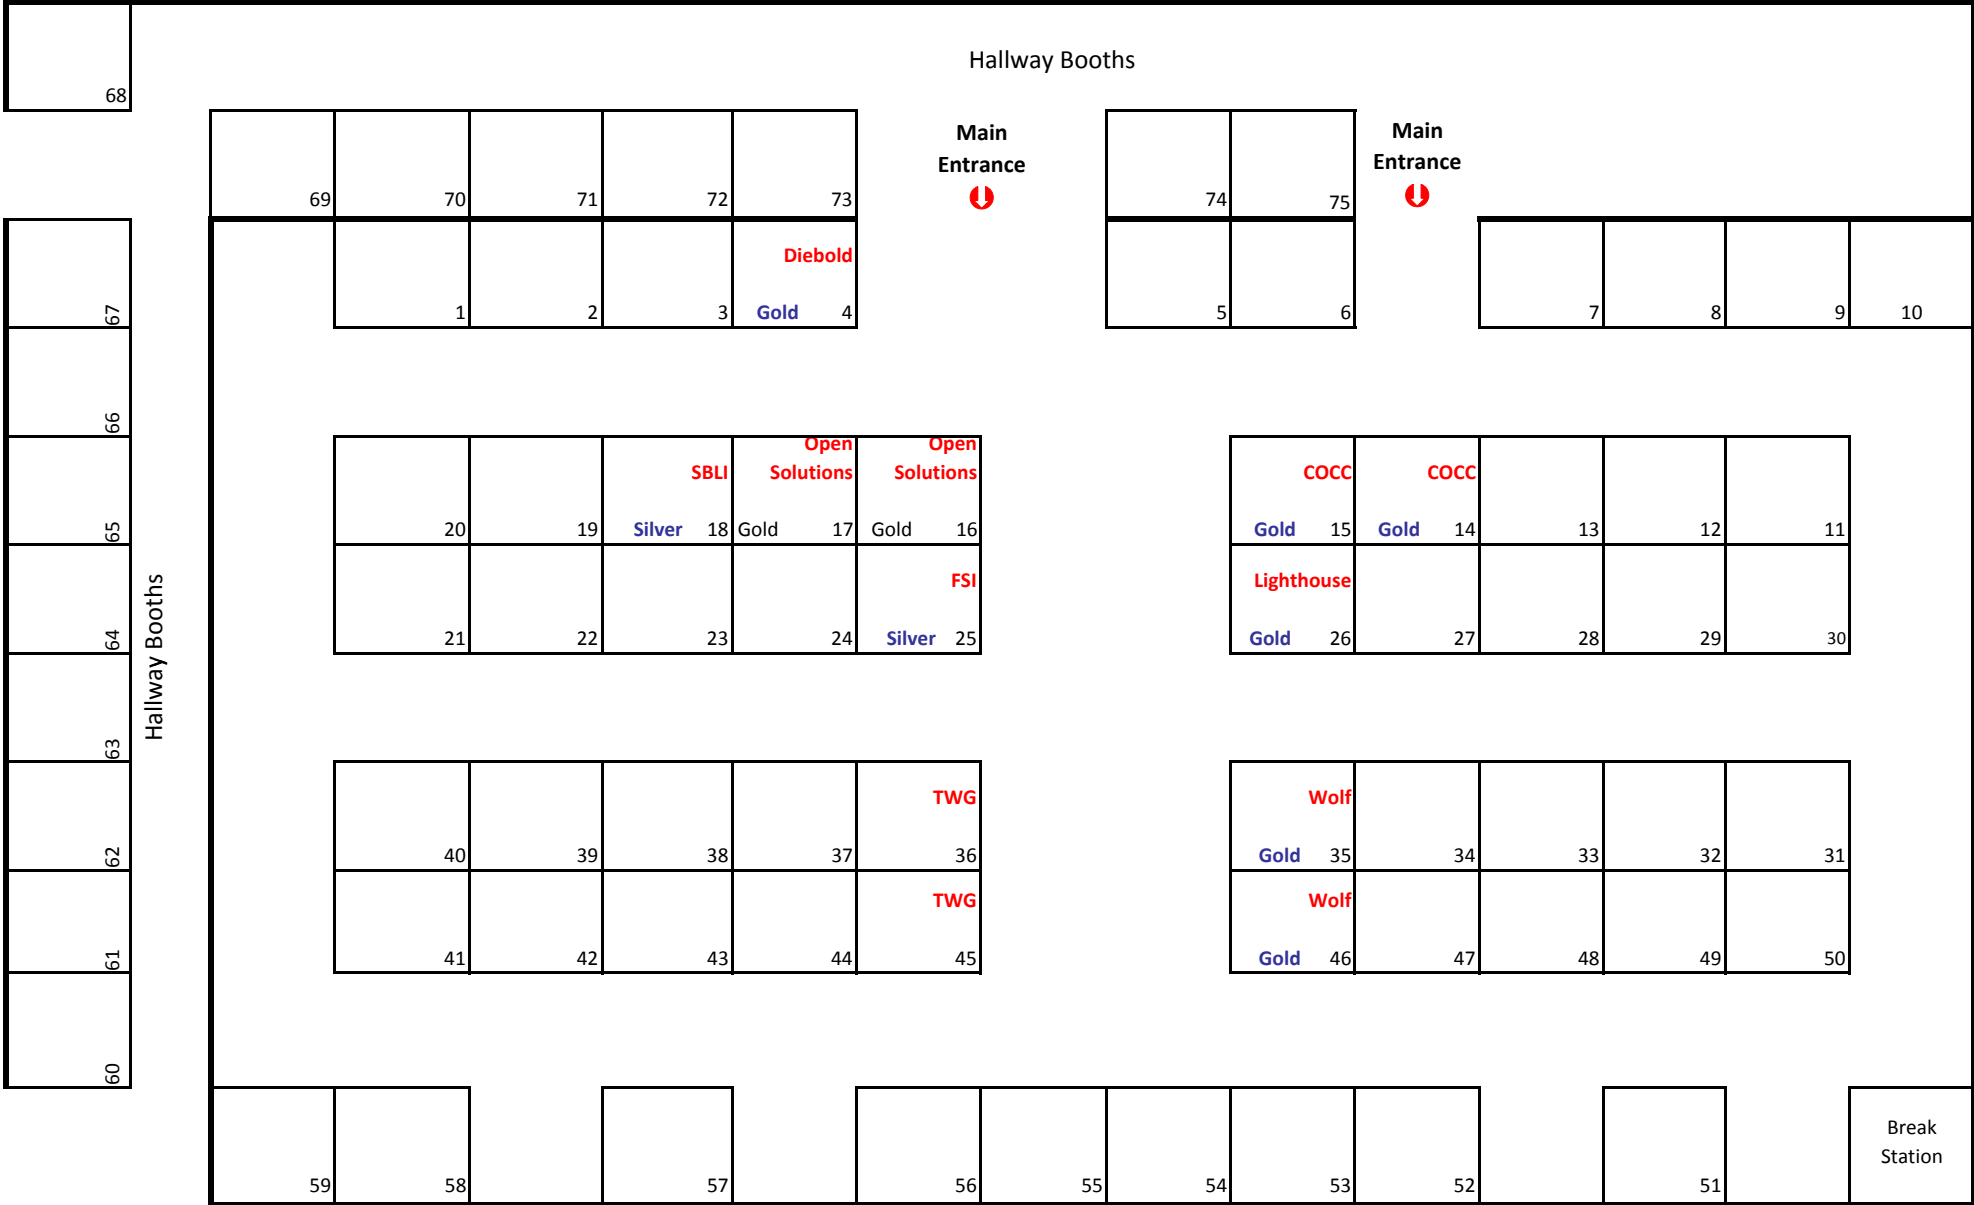 Hallway Booths
68
Main
Entrance
Main
Entrance
69 70 71 72 73 74 75
Diebold
1 2 3 Gold 4 5 6 7 8 9 10
67
66
65
64
63
62
61
60
Hallway Booths
SBLI
Open
Solutions
Open
Solutions
COCC
COCC
20 19 Silver 18 Gold 17 Gold 16 Gold 15 Gold 14 13 12 11
FSI
Lighthouse
21 22 23 24 Silver 25 Gold 26 27 28 29 30
TWG
Wolf
40 39 38 37 36 Gold 35 34 33 32 31
TWG
Wolf
41 42 43 44 45 Gold 46 47 48 49 50
Break
Station
59 58 57 56 55 54 53 52 51